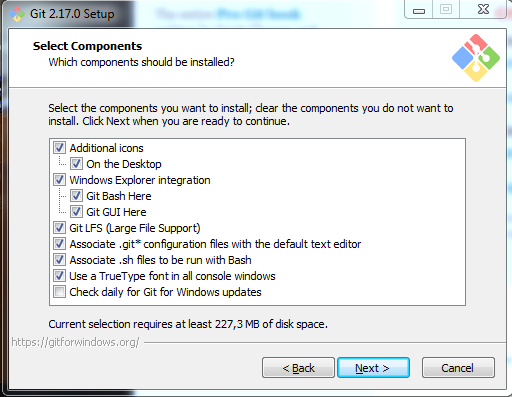 Git 2.17.0 Setup
Select Components
Which components should be installed?
Select the components you want to install; clear the components you do not want to
install. Click Next when you are ready to continue.
Additional icons
On the Desktop
Windows Explorer integration
Git Bash Here
Git GUI Here
Git LFS (Large File Support)
Associate .git* configuration files with the default text editor
Associate .sh files to be run with Bash
Use a TrueType font in all console windows
Check daily for Git for Windows updates
Current selection requires at least 227,3 MB of disk space.
https://gitforwindows.org/
< Back
Next >
Cancel